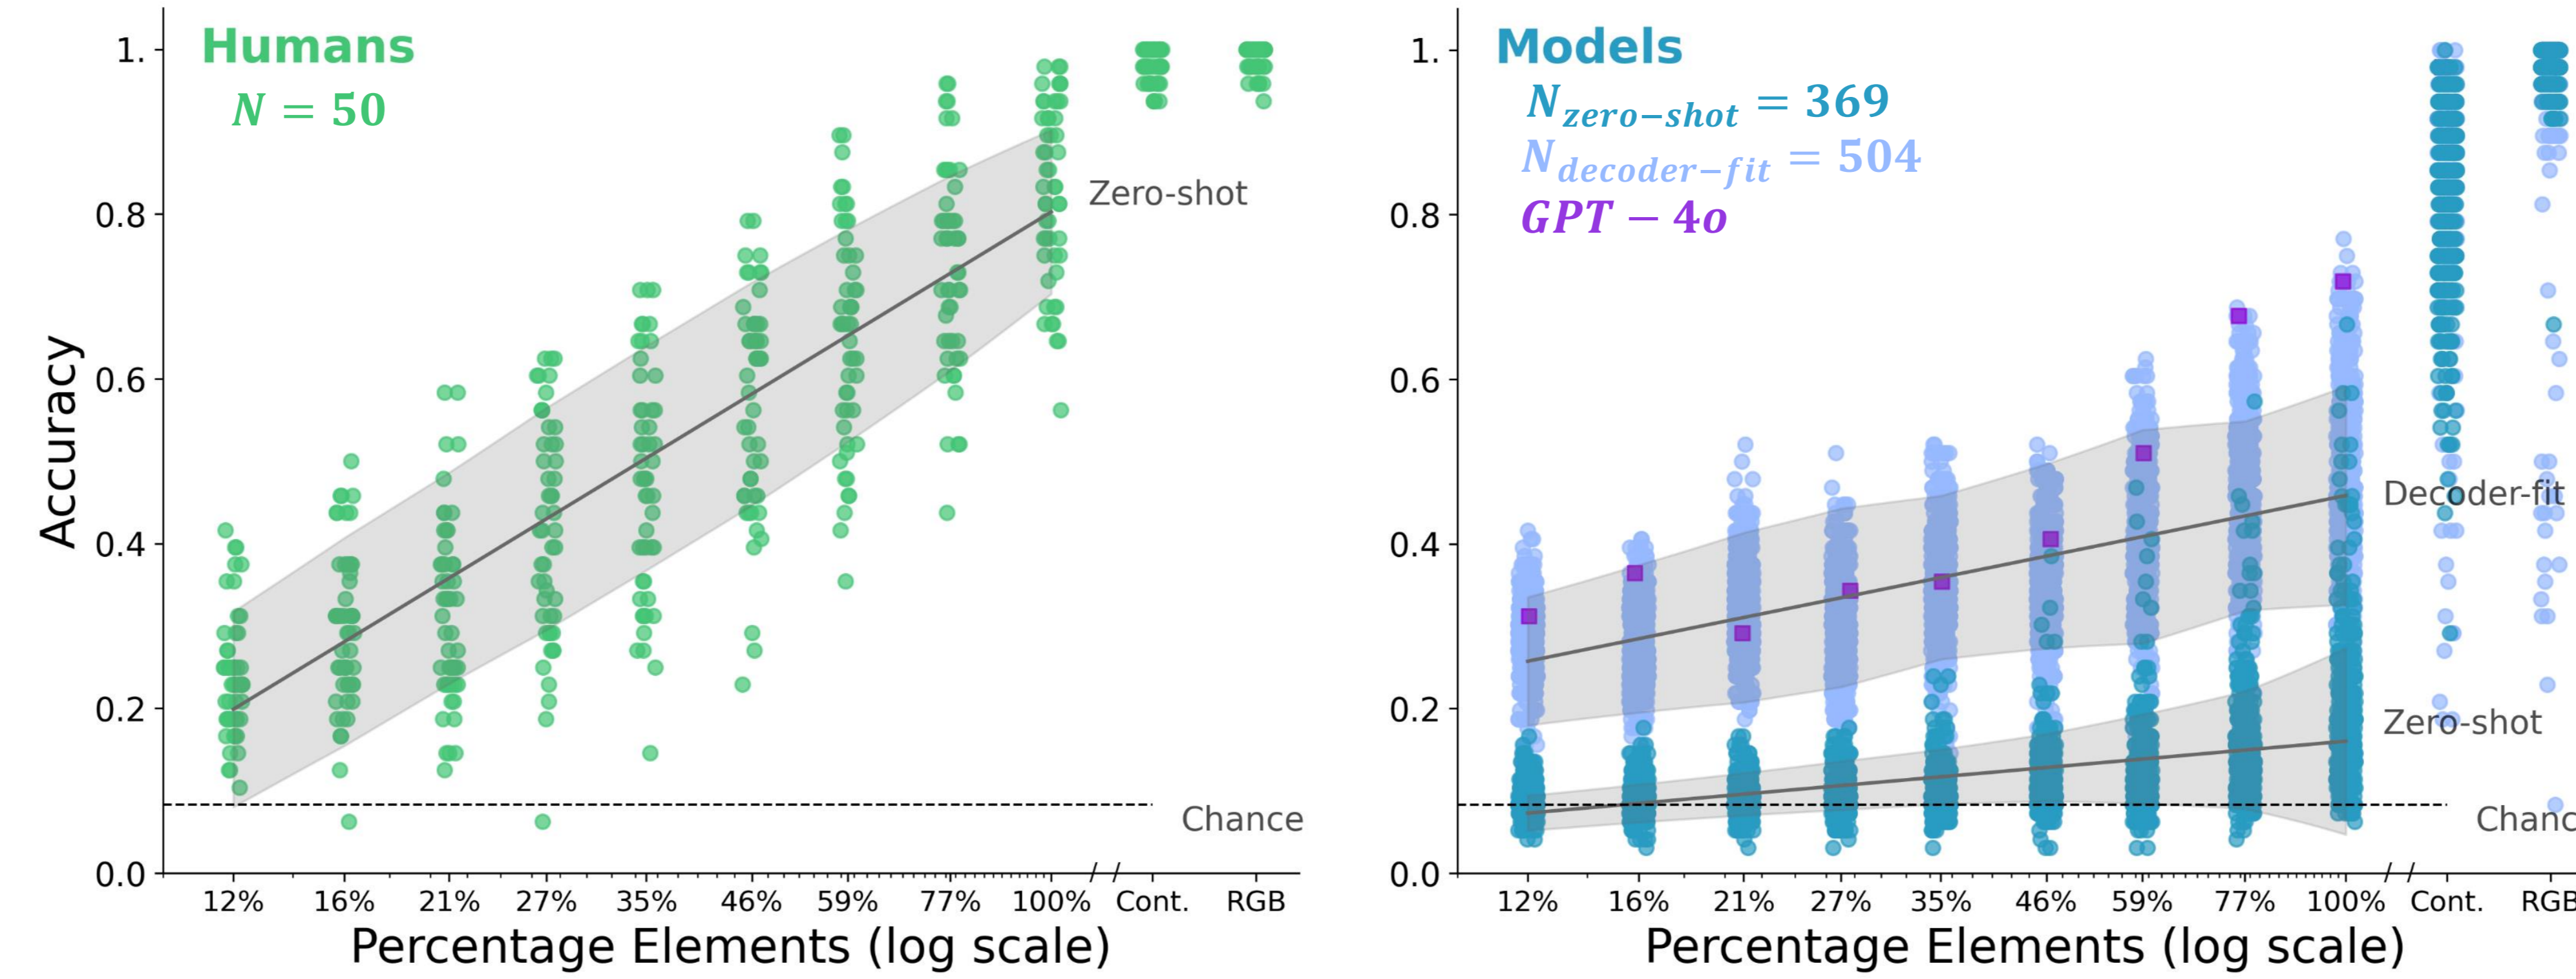 Humans
N = 50
Accuracy
1.
0.8
0.6
0.4
0.2
0.0
Zero-shot
Chance
12% 16% 21% 27% 35% 46% 59% 77% 100% Cont. RGB
Percentage Elements (log scale)
Models
N_zero-shot = 369
N_decoder-fit = 504
GPT - 4o
1.
0.8
0.6
0.4
0.2
0.0
Decoder-fit
Zero-shot
Chanc
12% 16% 21% 27% 35% 46% 59% 77% 100% Cont. RGB
Percentage Elements (log scale)